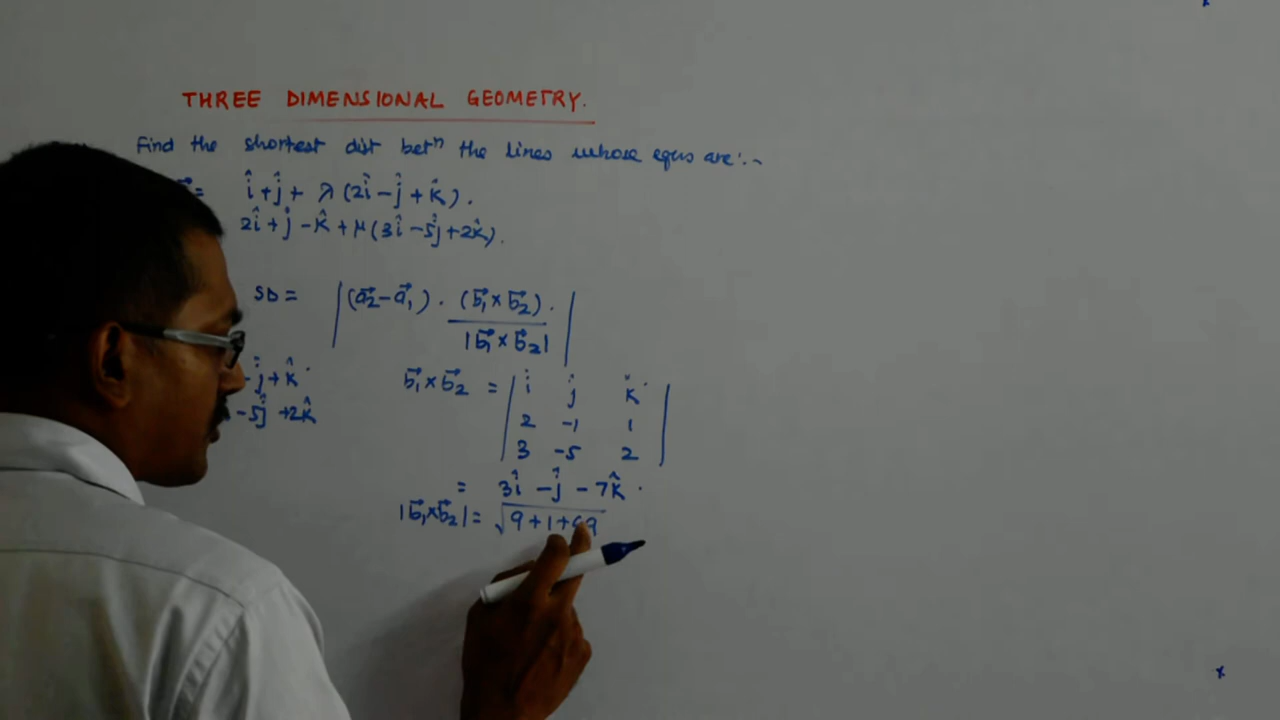 THREE DIMENSIONAL GEOMETRY.
Find the shortest dist betⁿ the lines whose equs are:-
= î+ĵ+ λ(2î-ĵ+k̂).
2î+ĵ-k̂+μ(3î-5ĵ+2k̂).
SD = |(a⃗2-a⃗1). (b⃗1×b⃗2). / |b⃗1×b⃗2| |
-ĵ+k̂
-5ĵ+2k̂
b⃗1×b⃗2 = | î ĵ k̂
2 -1 1
3 -5 2 |
= 3î-ĵ-7k̂.
|b⃗1×b⃗2| = √9+1+49